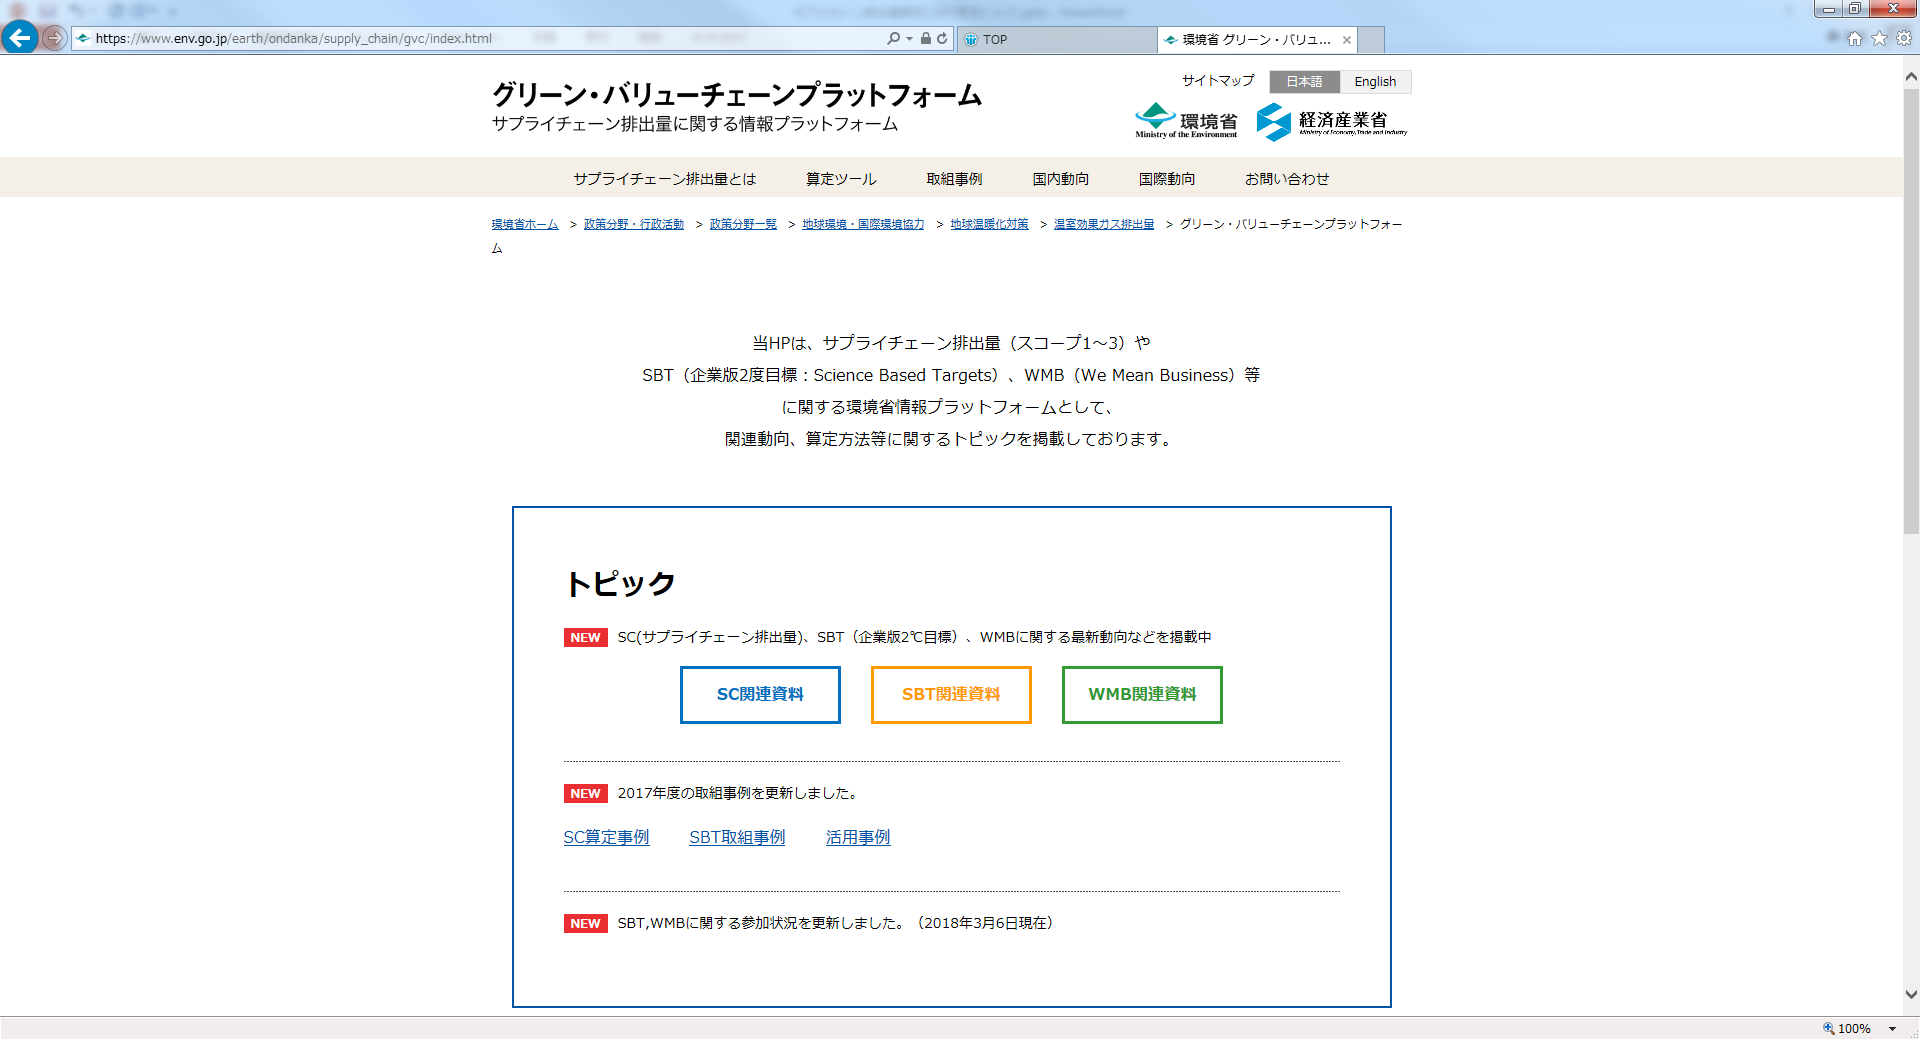 https://www.env.go.jp/earth/ondanka/supply_chain/gvc/index.html
TOP
環境省 グリーン・バリュ...
グリーン・バリューチェーンプラットフォーム
サプライチェーン排出量に関する情報プラットフォーム
サイトマップ 日本語 English
環境省
Ministry of the Environment
経済産業省
Ministry of Economy, Trade and Industry
サプライチェーン排出量とは 算定ツール 取組事例 国内動向 国際動向 お問い合わせ
環境省ホーム > 政策分野・行政活動 > 政策分野一覧 > 地球環境・国際環境協力 > 地球温暖化対策 > 温室効果ガス排出量 > グリーン・バリューチェーンプラットフォー
ム
当HPは、サプライチェーン排出量（スコープ1～3）や
SBT（企業版2度目標：Science Based Targets）、WMB（We Mean Business）等
に関する環境省情報プラットフォームとして、
関連動向、算定方法等に関するトピックを掲載しております。
トピック
NEW SC(サプライチェーン排出量)、SBT（企業版2℃目標）、WMBに関する最新動向などを掲載中
SC関連資料 SBT関連資料 WMB関連資料
NEW 2017年度の取組事例を更新しました。
SC算定事例 SBT取組事例 活用事例
NEW SBT,WMBに関する参加状況を更新しました。（2018年3月6日現在）
100%